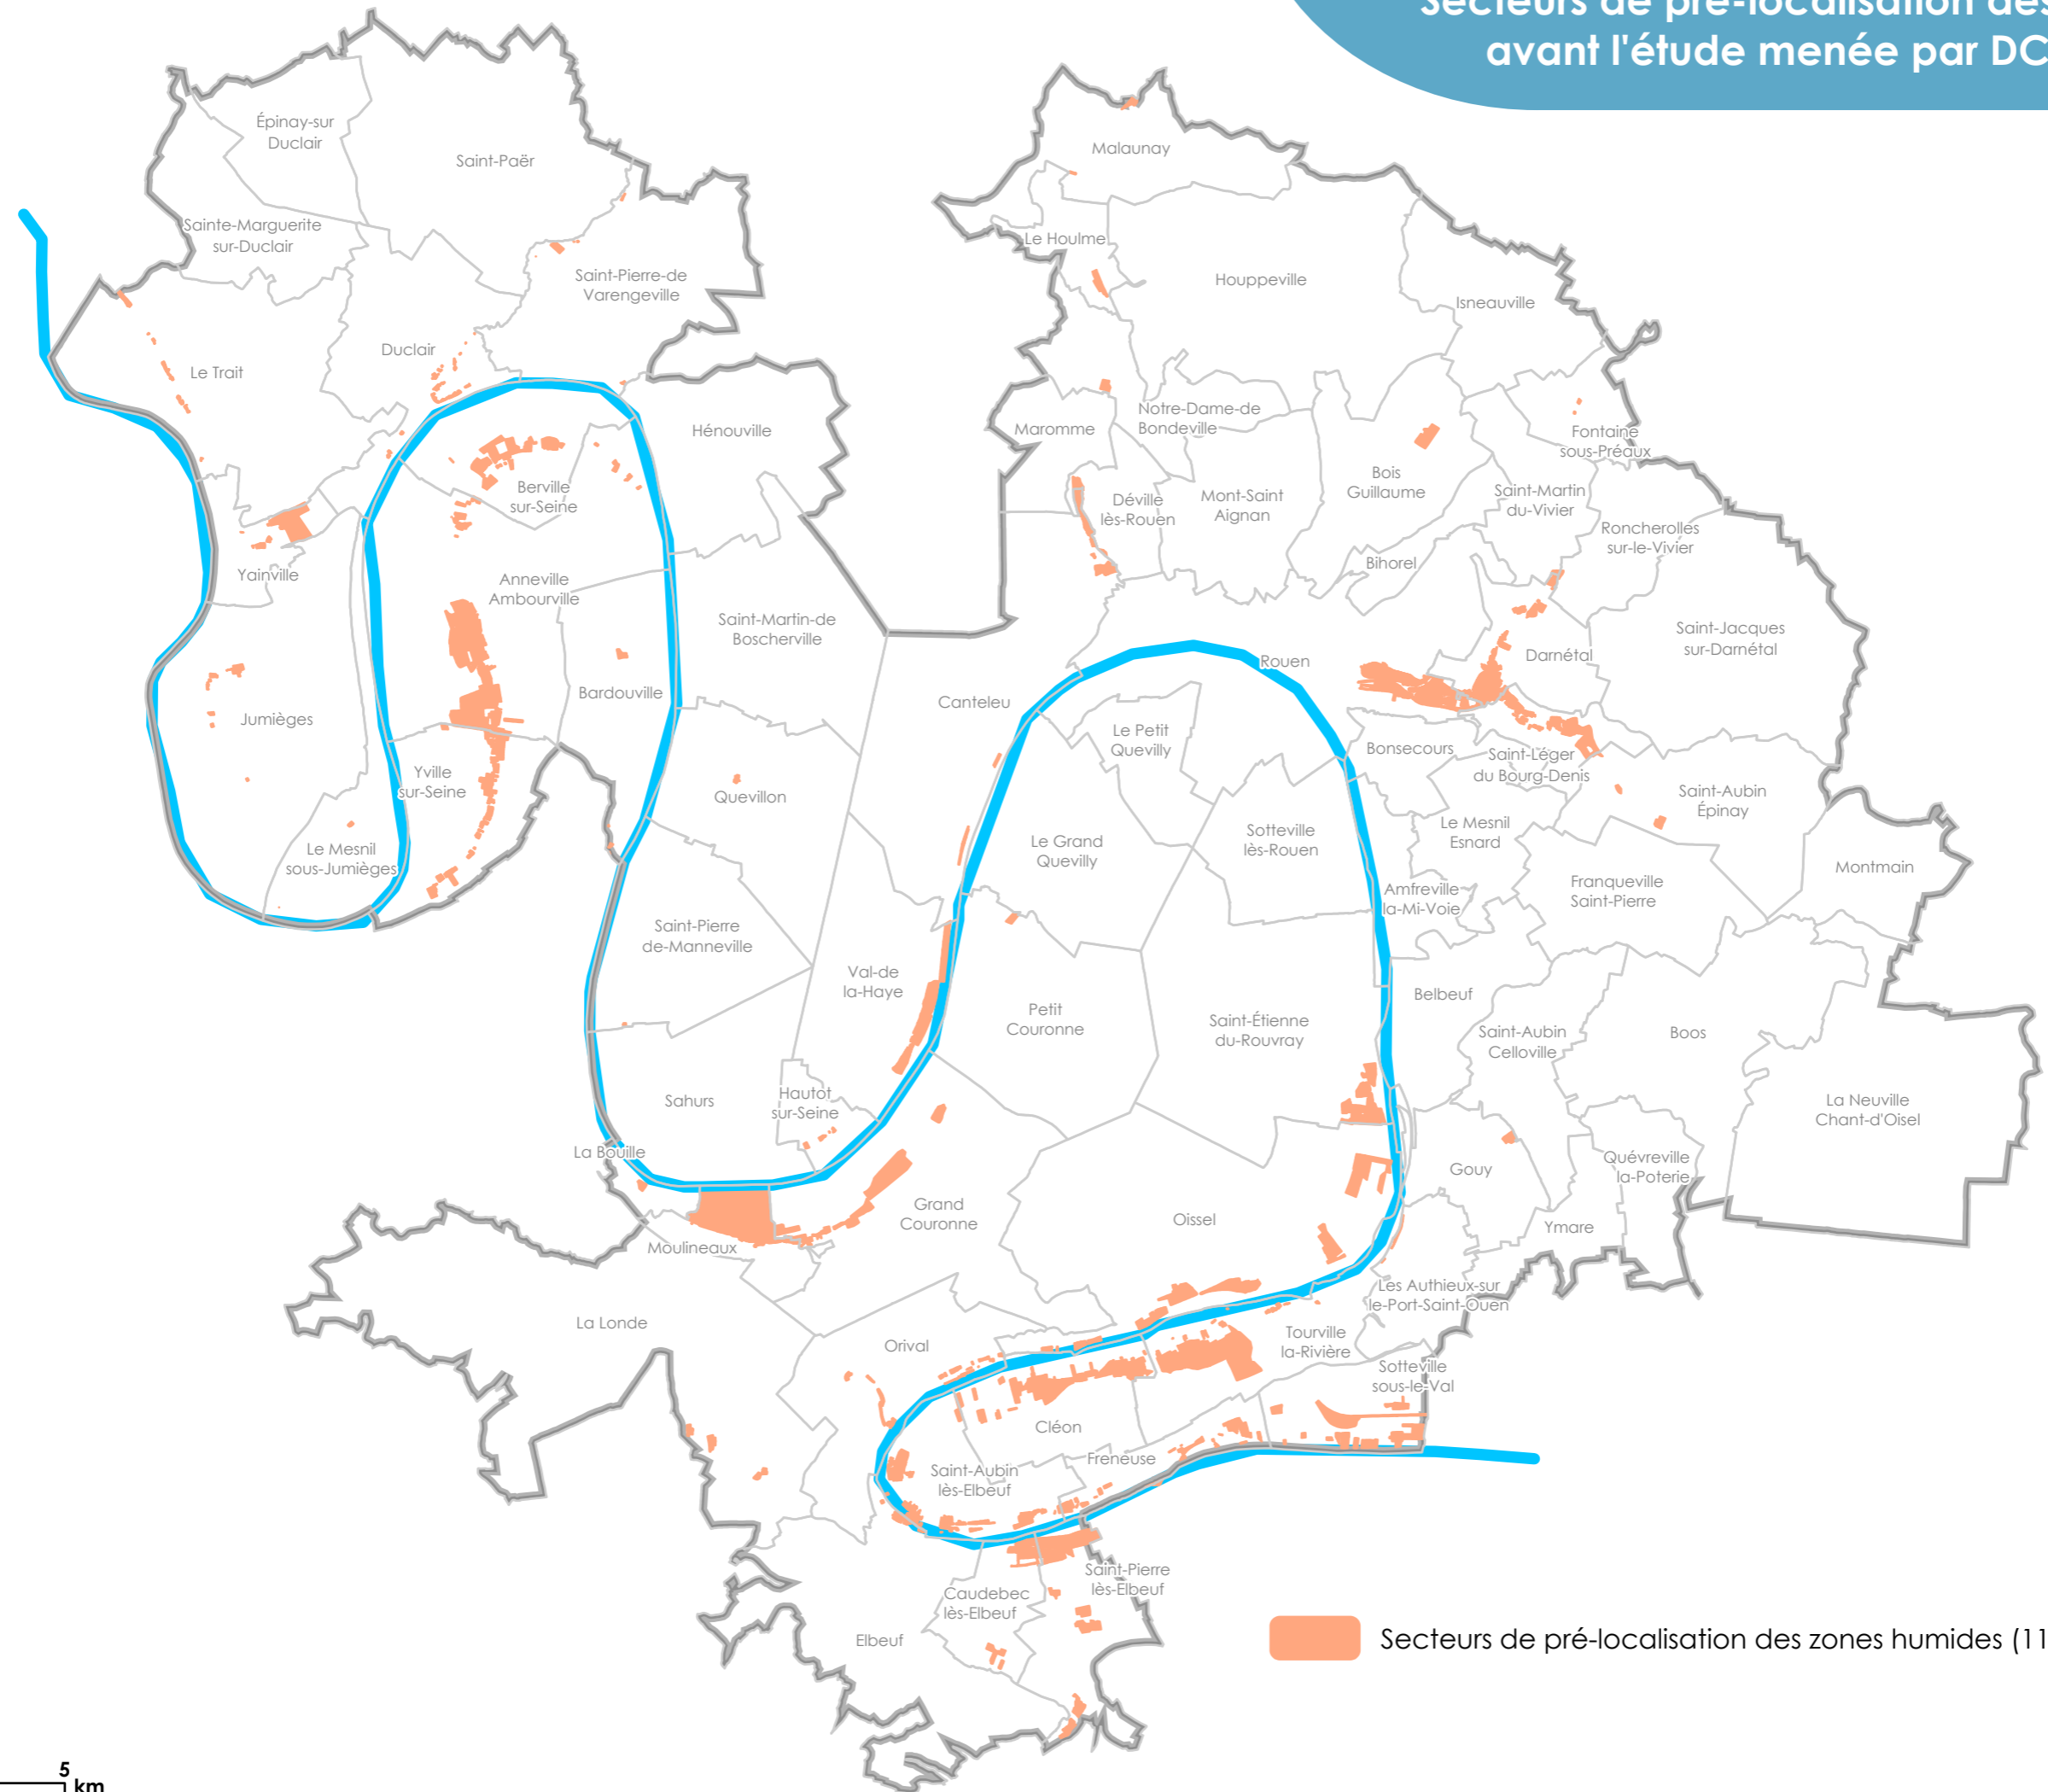 Secteurs de pré-localisation des
avant l'étude menée par DC
Épinay-sur
Duclair
Saint-Paër
Malaunay
Sainte-Marguerite
sur-Duclair
Le Houlme
Saint-Pierre-de
Varengeville
Houppeville
Isneauville
Duclair
Le Trait
Notre-Dame-de
Bondeville
Maromme
Hénouville
Fontaine
sous-Préaux
Bois
Guillaume
Berville
sur-Seine
Déville
lès-Rouen
Mont-Saint
Aignan
Saint-Martin
du-Vivier
Roncherolles
sur-le-Vivier
Bihorel
Yainville
Anneville
Ambourville
Saint-Martin-de
Boscherville
Saint-Jacques
sur-Darnétal
Darnétal
Rouen
Bardouville
Canteleu
Jumièges
Le Petit
Quevilly
Bonsecours
Saint-Léger
du Bourg-Denis
Yville
sur-Seine
Quevillon
Saint-Aubin
Épinay
Le Mesnil
sous-Jumièges
Le Grand
Quevilly
Sotteville
lès-Rouen
Le Mesnil
Esnard
Montmain
Amfreville
la-Mi-Voie
Franqueville
Saint-Pierre
Saint-Pierre
de-Manneville
Val-de
la-Haye
Belbeuf
Petit
Couronne
Saint-Étienne
du-Rouvray
Saint-Aubin
Celloville
Boos
Sahurs
Hautot
sur-Seine
La Neuville
Chant-d'Oisel
La Bouille
Gouy
Quévreville
la-Poterie
Grand
Couronne
Oissel
Ymare
Moulineaux
Les Authieux-sur
le-Port-Saint-Ouen
La Londe
Orival
Tourville
la-Rivière
Sotteville
sous-le-Val
Cléon
Freneuse
Saint-Aubin
lès-Elbeuf
Saint-Pierre
lès-Elbeuf
Caudebec
lès-Elbeuf
Elbeuf
Secteurs de pré-localisation des zones humides (11
5
km